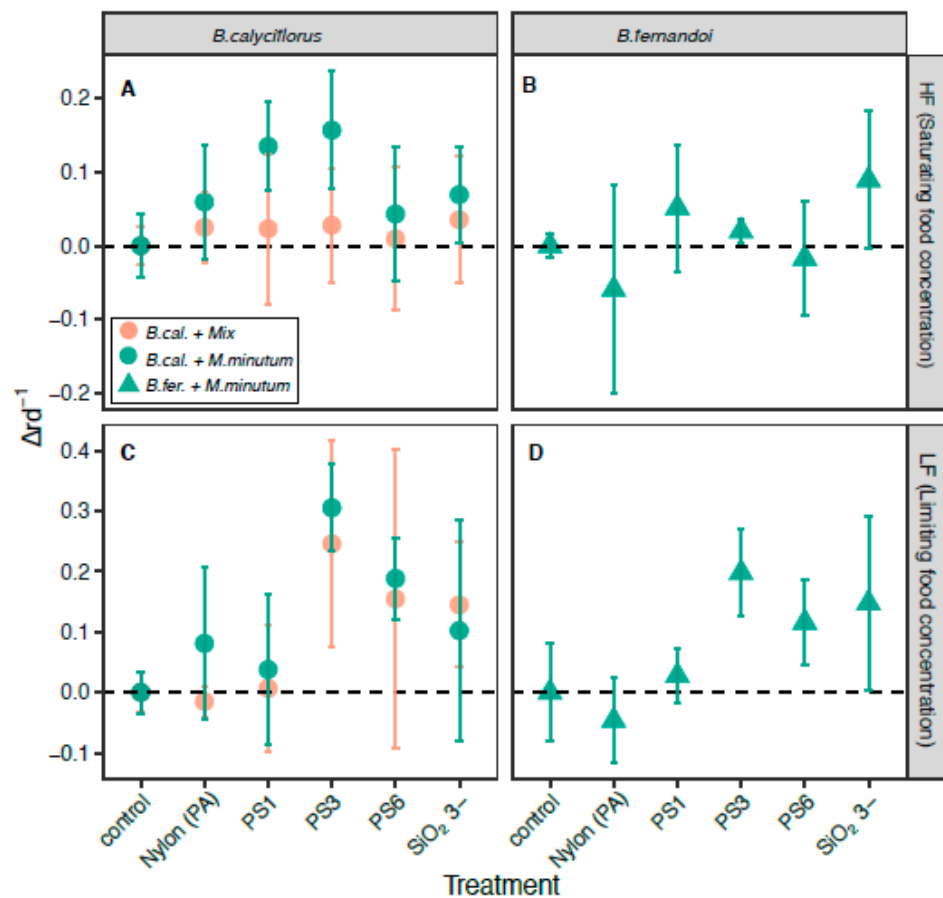 B.calyciflorus
B.fernandoi
A
B
HF (Saturating food concentration)
0.2
0.1
0.0
−0.1
−0.2
B.cal. + Mix
B.cal. + M.minutum
B.fer. + M.minutum
Δrd⁻¹
C
D
LF (Limiting food concentration)
0.4
0.3
0.2
0.1
0.0
−0.1
control
Nylon (PA)
PS1
PS3
PS6
SiO₂ 3−
control
Nylon (PA)
PS1
PS3
PS6
SiO₂ 3−
Treatment